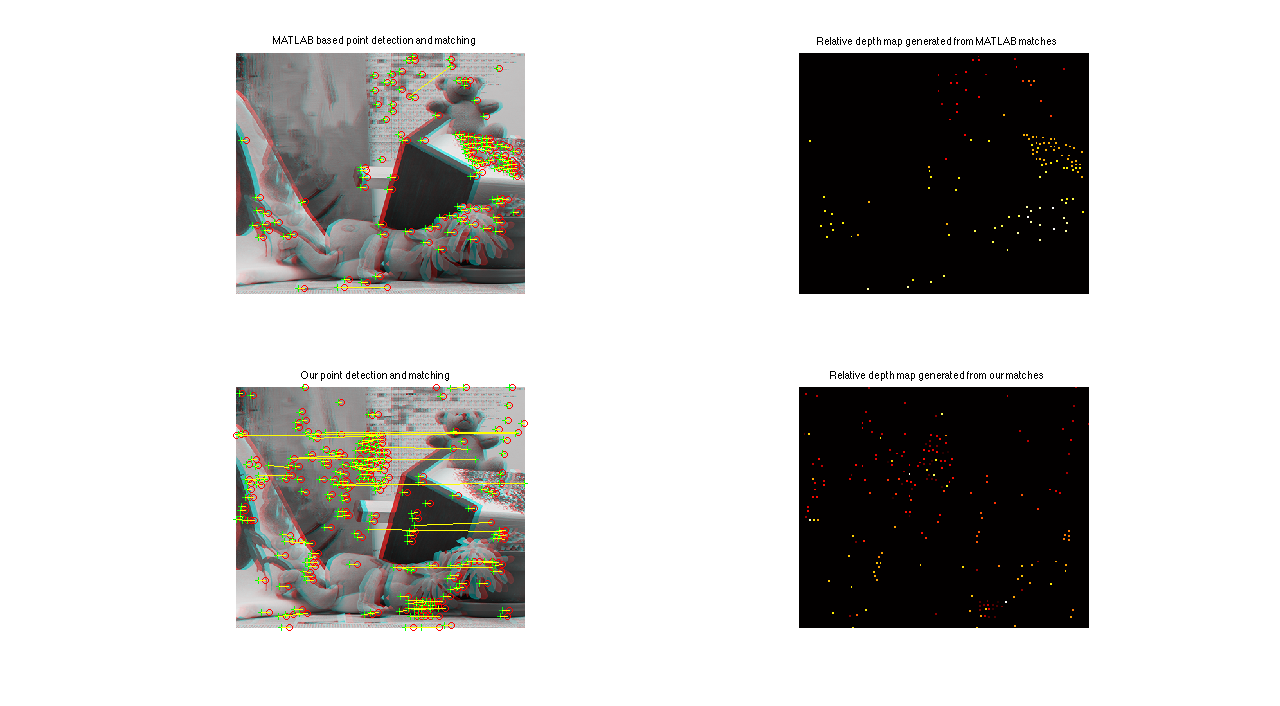 MATLAB based point detection and matching
Relative depth map generated from MATLAB matches
Our point detection and matching
Relative depth map generated from our matches